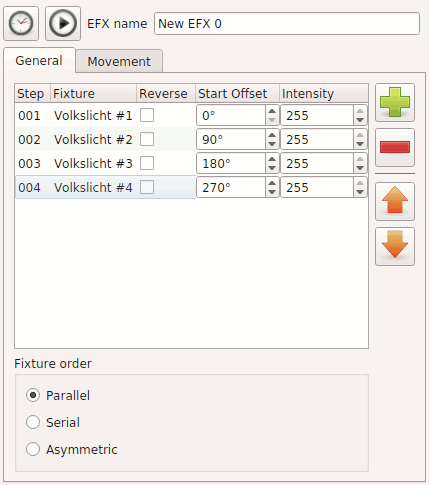 EFX name New EFX 0
General Movement
Step Fixture Reverse Start Offset Intensity
001 Volkslicht #1 0° 255
002 Volkslicht #2 90° 255
003 Volkslicht #3 180° 255
004 Volkslicht #4 270° 255
Fixture order
Parallel
Serial
Asymmetric